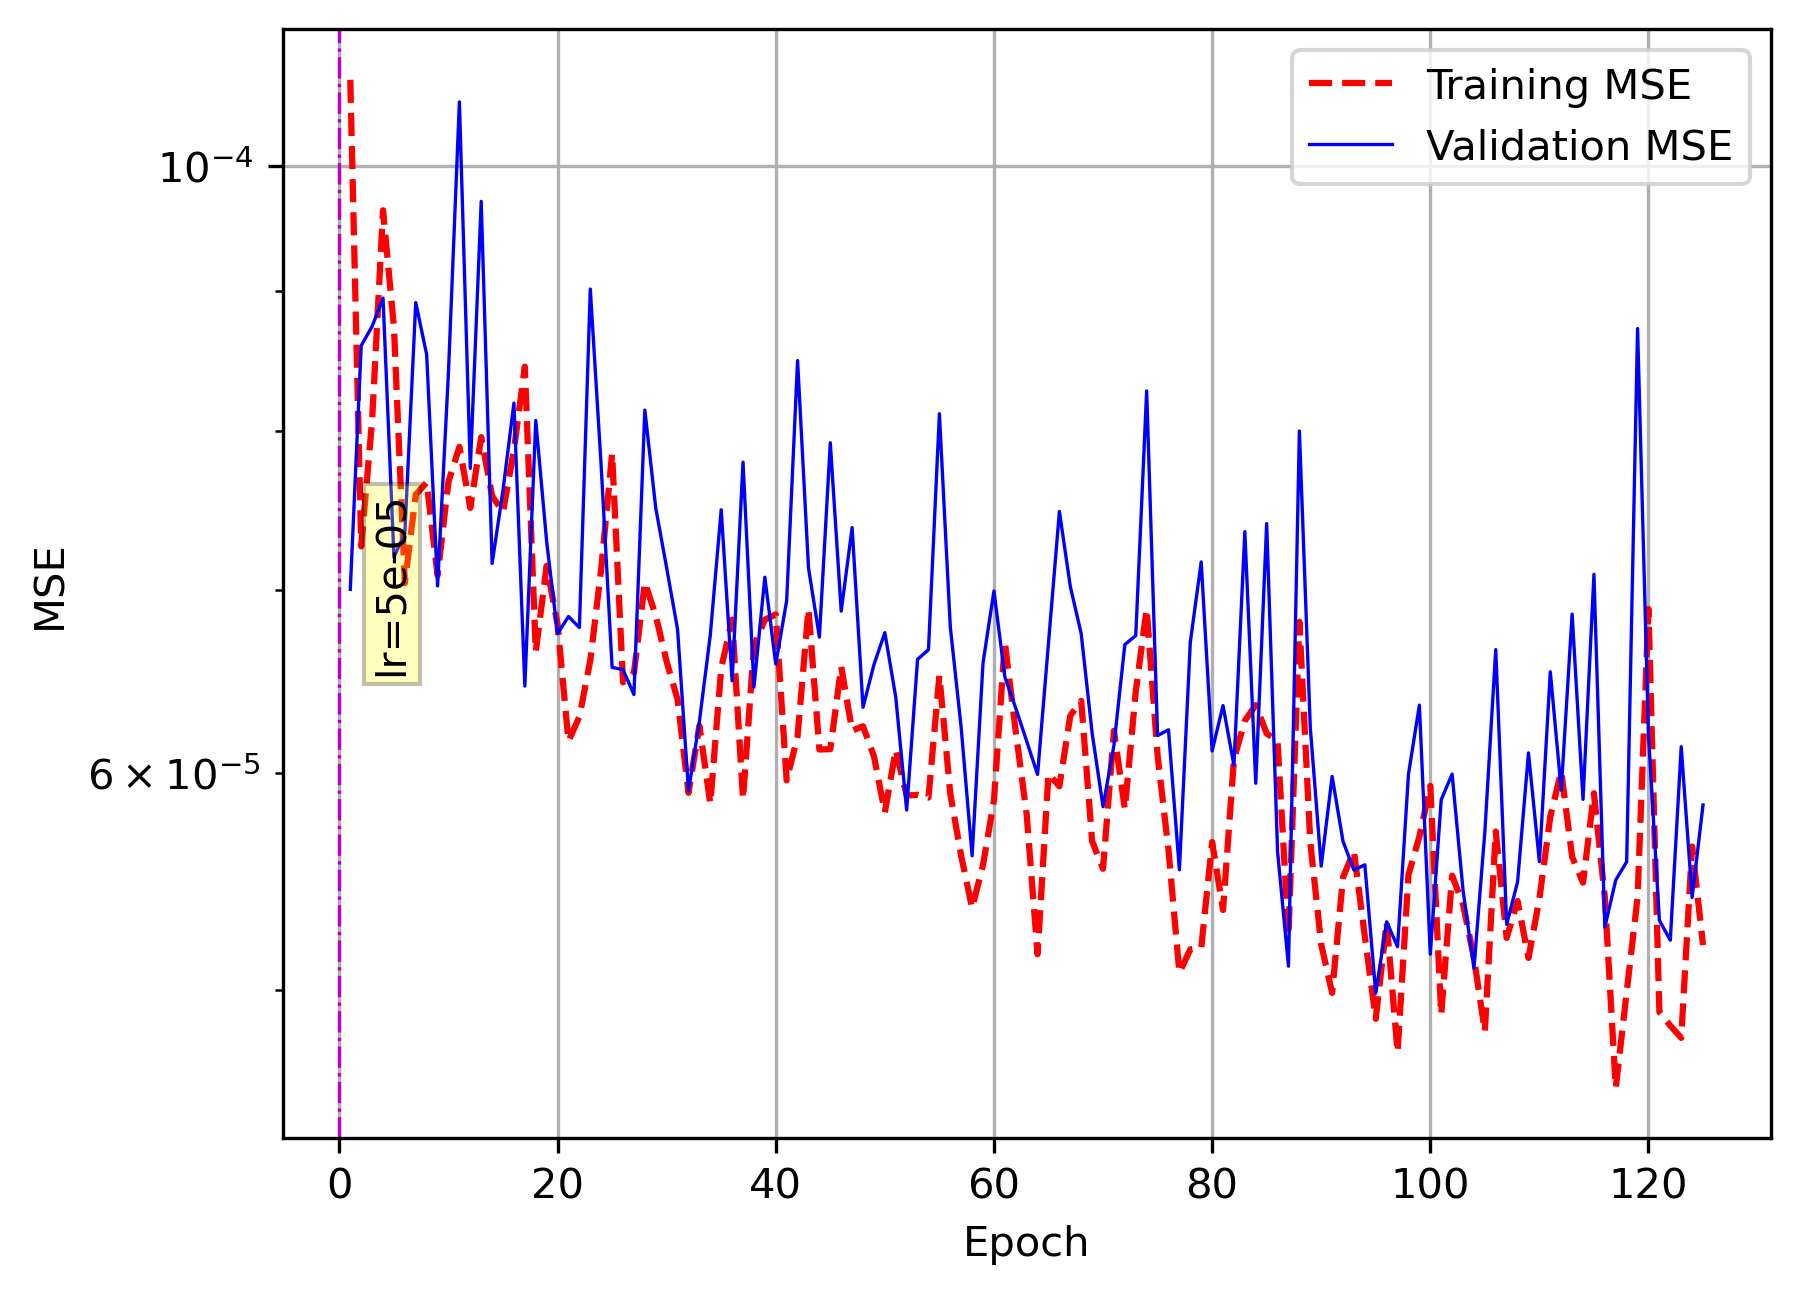 Training MSE
Validation MSE
10⁻⁴
6 × 10⁻⁵
MSE
lr=5e-05
0 20 40 60 80 100 120
Epoch